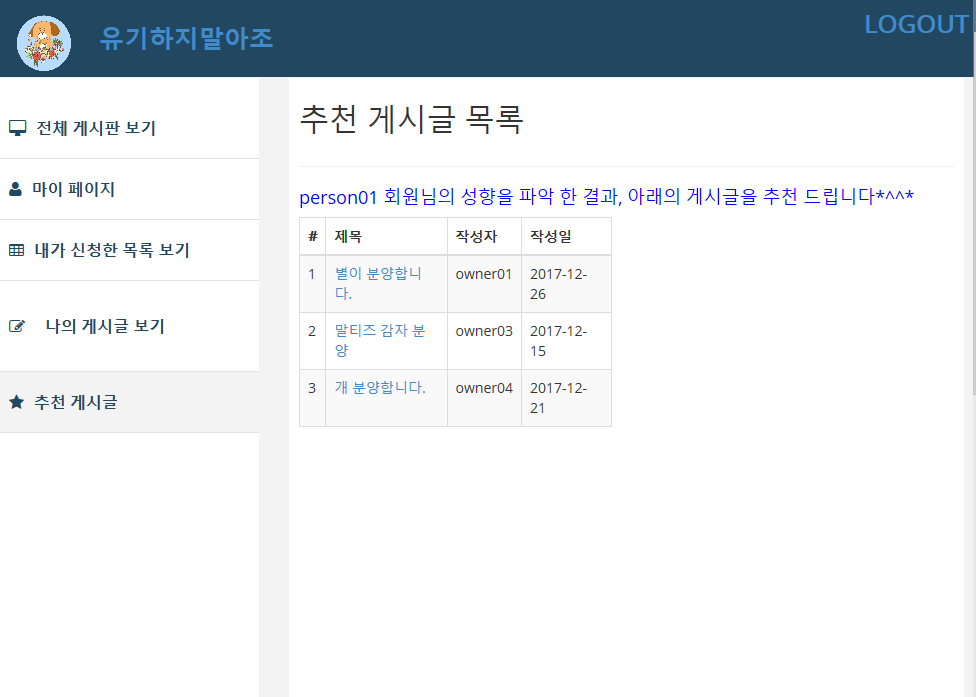 유기하지말아조
LOGOUT
전체 게시판 보기
마이 페이지
내가 신청한 목록 보기
나의 게시글 보기
추천 게시글
추천 게시글 목록
person01 회원님의 성향을 파악 한 결과, 아래의 게시글을 추천 드립니다*^^*
# 제목 작성자 작성일
1 별이 분양합니 owner01 2017-12-
다. 26
2 말티즈 감자 분 owner03 2017-12-
양 15
3 개 분양합니다. owner04 2017-12-
21